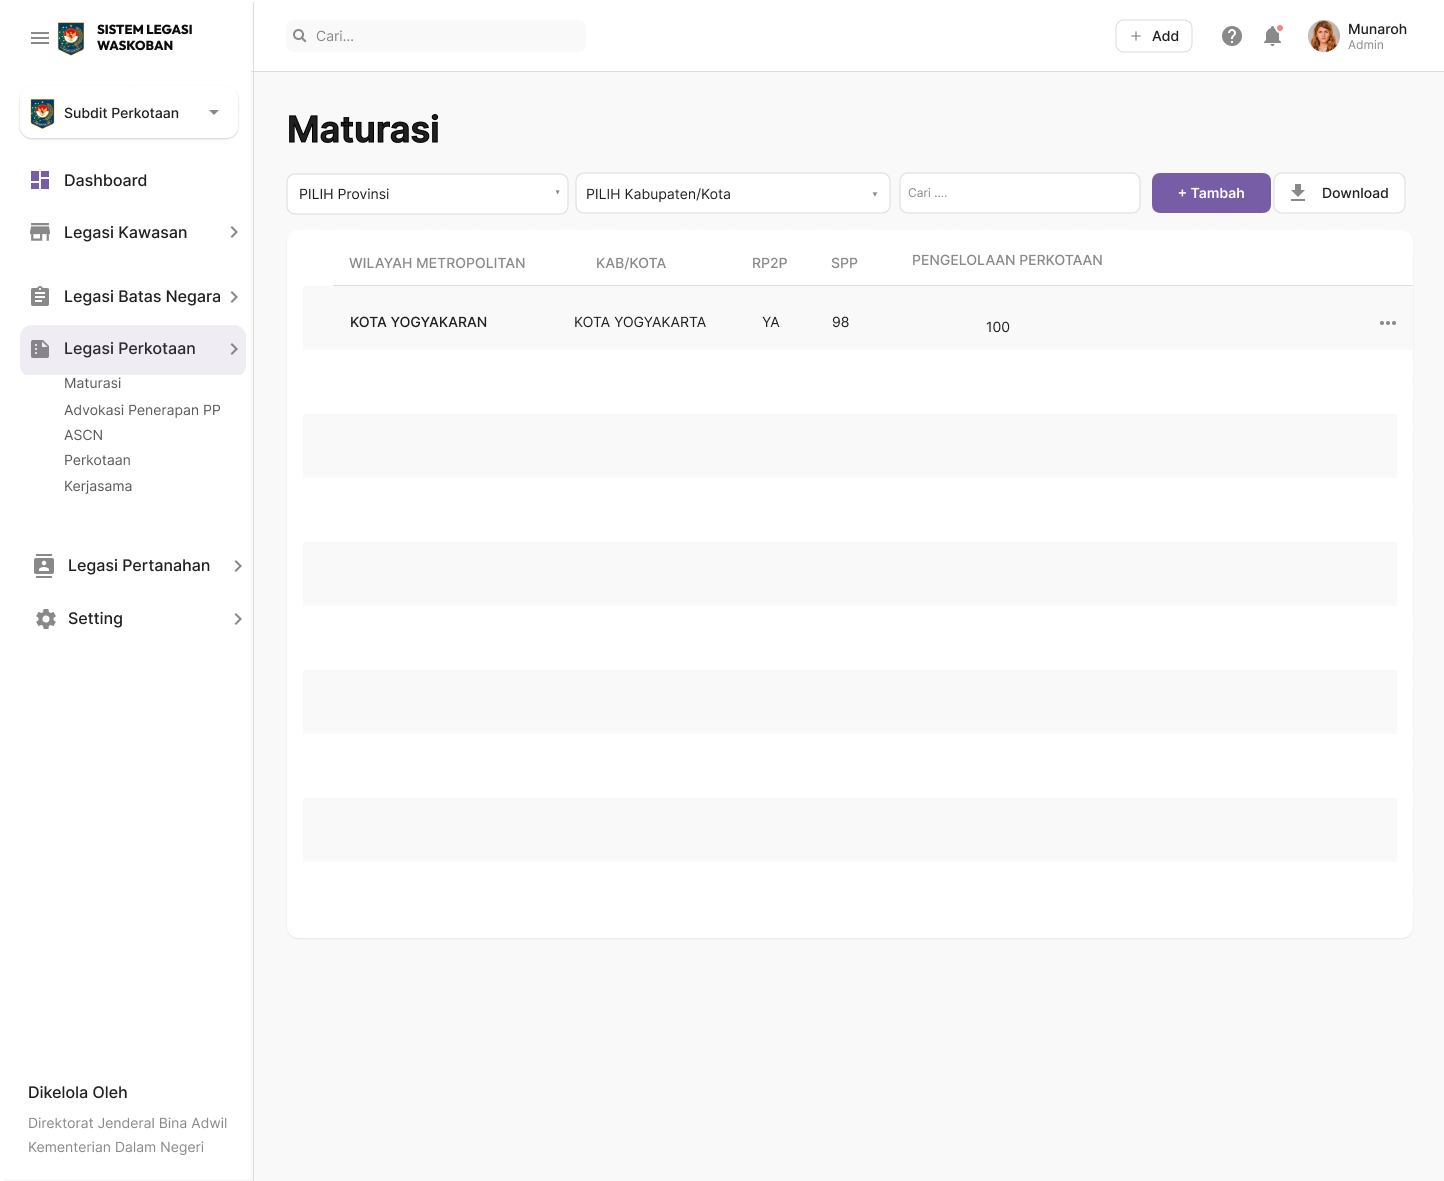 SISTEM LEGASI
WASKOBAN
Cari...
+ Add
Munaroh
Admin
Subdit Perkotaan
Dashboard
Legasi Kawasan
Legasi Batas Negara
Legasi Perkotaan
Maturasi
Advokasi Penerapan PP
ASCN
Perkotaan
Kerjasama
Legasi Pertanahan
Setting
Dikelola Oleh
Direktorat Jenderal Bina Adwil
Kementerian Dalam Negeri
Maturasi
PILIH Provinsi
PILIH Kabupaten/Kota
Cari ....
+ Tambah
Download
WILAYAH METROPOLITAN KAB/KOTA RP2P SPP PENGELOLAAN PERKOTAAN
KOTA YOGYAKARAN KOTA YOGYAKARTA YA 98 100